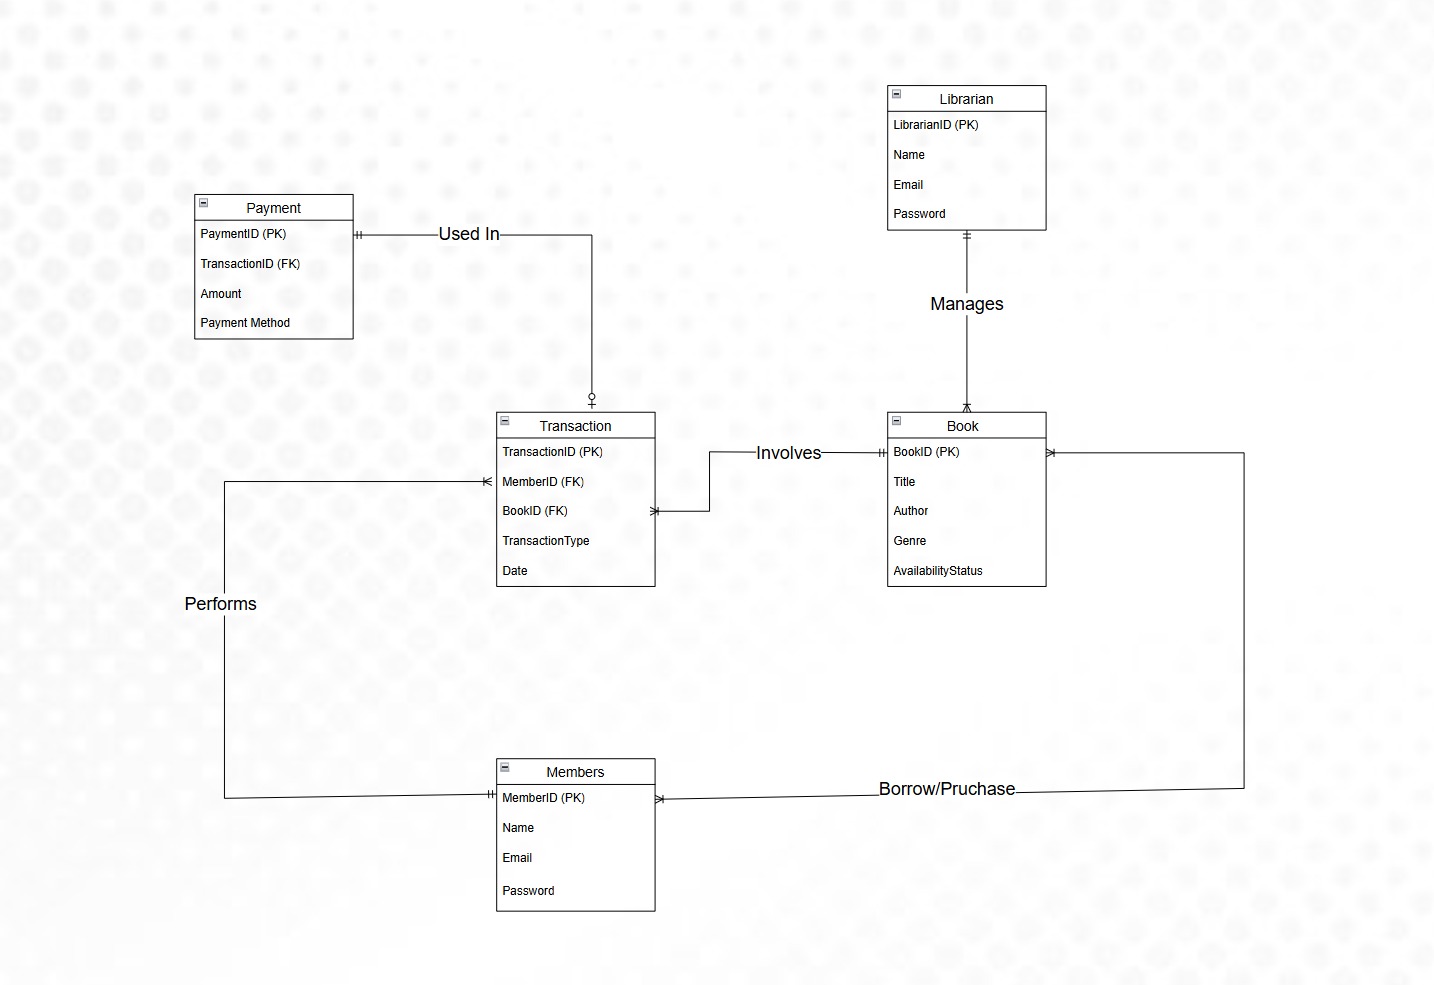 Librarian
LibrarianID (PK)
Name
Email
Password
Payment
PaymentID (PK)
TransactionID (FK)
Amount
Payment Method
Used In
Manages
Transaction
TransactionID (PK)
MemberID (FK)
BookID (FK)
TransactionType
Date
Involves
Book
BookID (PK)
Title
Author
Genre
AvailabilityStatus
Performs
Members
MemberID (PK)
Name
Email
Password
Borrow/Pruchase